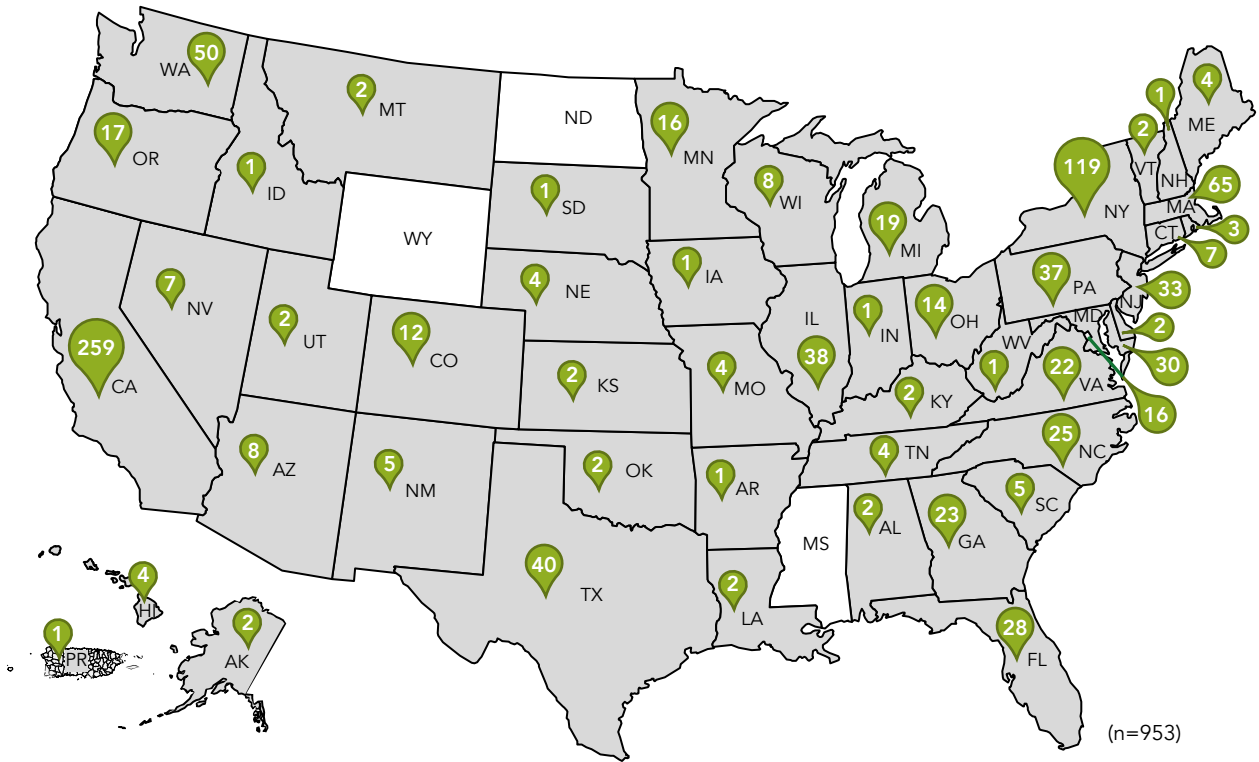 50
WA
2
MT
ND
16
MN
17
OR
1
ID
1
SD
WY
8
WI
19
MI
1
4
ME
2
VT
NH
119
NY
65
MA
3
CT
7
37
PA
33
NJ
MD
2
30
16
7
NV
2
UT
12
CO
4
NE
1
IA
IL
38
1
IN
14
OH
WV
1
22
VA
259
CA
2
KS
4
MO
2
KY
25
NC
4
TN
8
AZ
5
NM
2
OK
1
AR
MS
2
AL
23
GA
5
SC
40
TX
2
LA
28
FL
4
HI
1
PR
2
AK
(n=953)